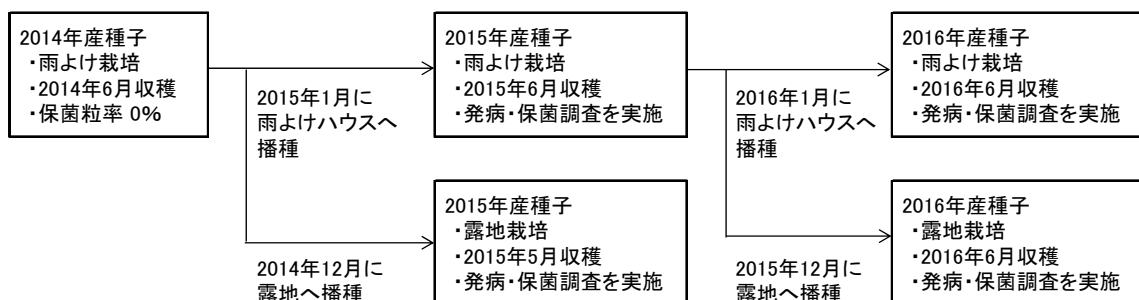 2014年産種子
・雨よけ栽培
・2014年6月収穫
・保菌粒率 0%
2015年1月に
雨よけハウスへ
播種
2014年12月に
露地へ播種
2015年産種子
・雨よけ栽培
・2015年6月収穫
・発病・保菌調査を実施
2015年産種子
・露地栽培
・2015年5月収穫
・発病・保菌調査を実施
2016年1月に
雨よけハウスへ
播種
2015年12月に
露地へ播種
2016年産種子
・雨よけ栽培
・2016年6月収穫
・発病・保菌調査を実施
2016年産種子
・露地栽培
・2016年6月収穫
・発病・保菌調査を実施